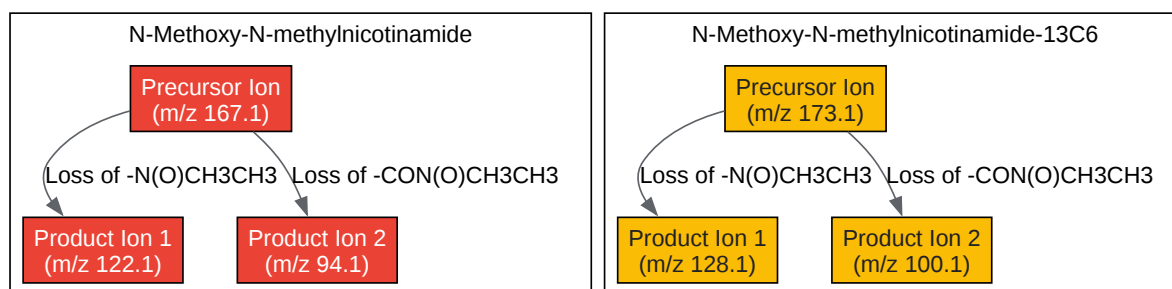 N-Methoxy-N-methylnicotinamide
Precursor Ion
(m/z 167.1)
Loss of -N(O)CH3CH3
Loss of -CON(O)CH3CH3
Product Ion 1
(m/z 122.1)
Product Ion 2
(m/z 94.1)
N-Methoxy-N-methylnicotinamide-13C6
Precursor Ion
(m/z 173.1)
Loss of -N(O)CH3CH3
Loss of -CON(O)CH3CH3
Product Ion 1
(m/z 128.1)
Product Ion 2
(m/z 100.1)